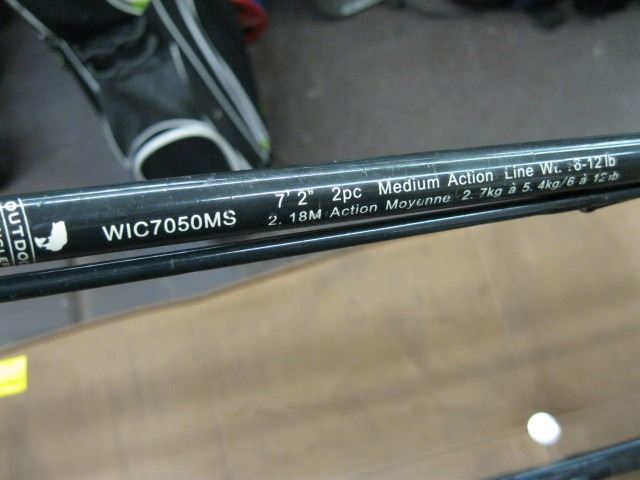 OUTDOO
WIC7050MS
7' 2" 2pc Medium Action Line Wt. 6-12 lb
2. 18M Action Moyenne 2. 7kg à 5. 4kg/6 à 12 lb